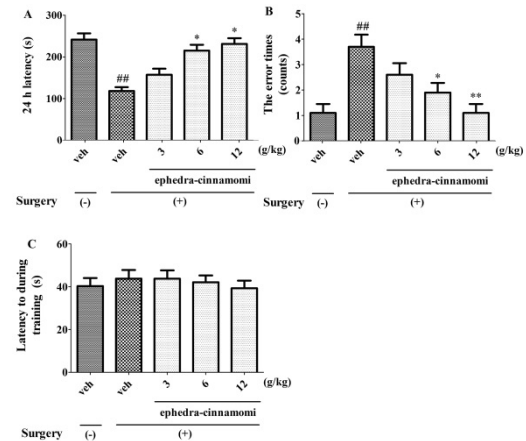 A
24 h latency (s)
400
300
200
100
0
##
*
*
veh
veh
3
6
12
(g/kg)
ephedra-cinnamomi
Surgery
(-)
(+)
B
The error times
(counts)
5
4
3
2
1
0
##
*
**
veh
veh
3
6
12
(g/kg)
ephedra-cinnamomi
Surgery
(-)
(+)
C
Latency to during
training (s)
60
40
20
0
veh
veh
3
6
12
(g/kg)
ephedra-cinnamomi
Surgery
(-)
(+)